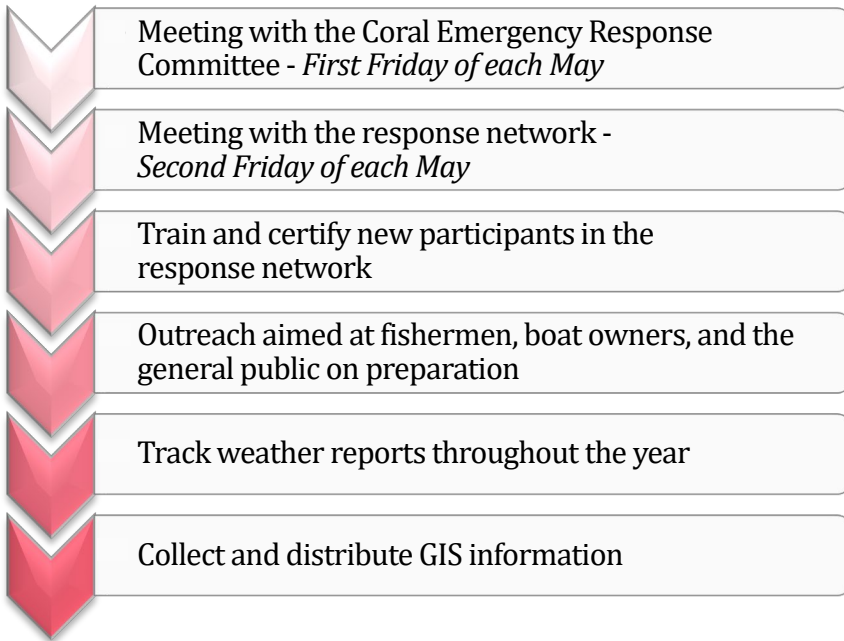 Meeting with the Coral Emergency Response
Committee - First Friday of each May
Meeting with the response network -
Second Friday of each May
Train and certify new participants in the
response network
Outreach aimed at fishermen, boat owners, and the
general public on preparation
Track weather reports throughout the year
Collect and distribute GIS information